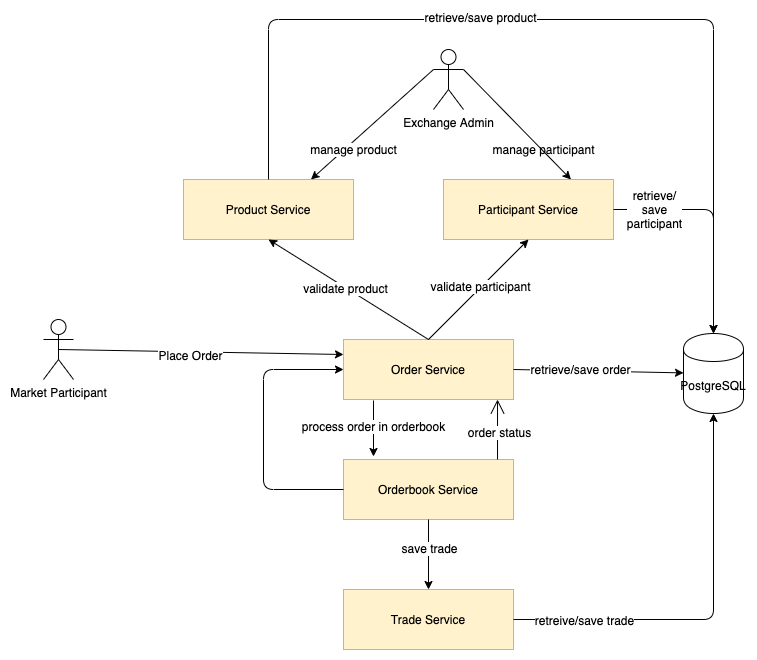 retrieve/save product
Exchange Admin
manage product
manage participant
Product Service
Participant Service
retrieve/
save
participant
validate product
validate participant
Place Order
Market Participant
Order Service
retrieve/save order
PostgreSQL
process order in orderbook
order status
Orderbook Service
save trade
Trade Service
retreive/save trade